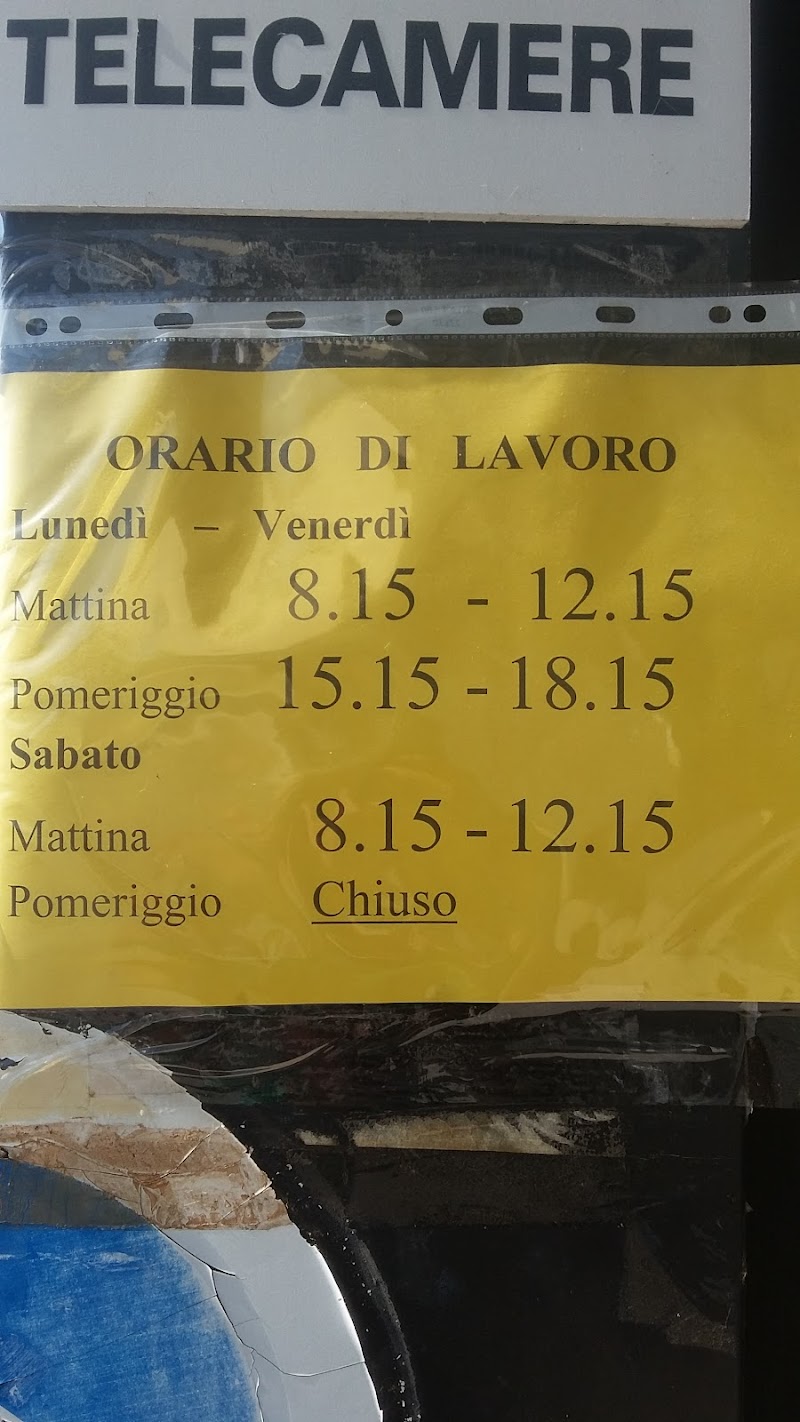 TELECAMERE
ORARIO DI LAVORO
Lunedì – Venerdì
Mattina 8.15 - 12.15
Pomeriggio 15.15 - 18.15
Sabato
Mattina 8.15 - 12.15
Pomeriggio Chiuso